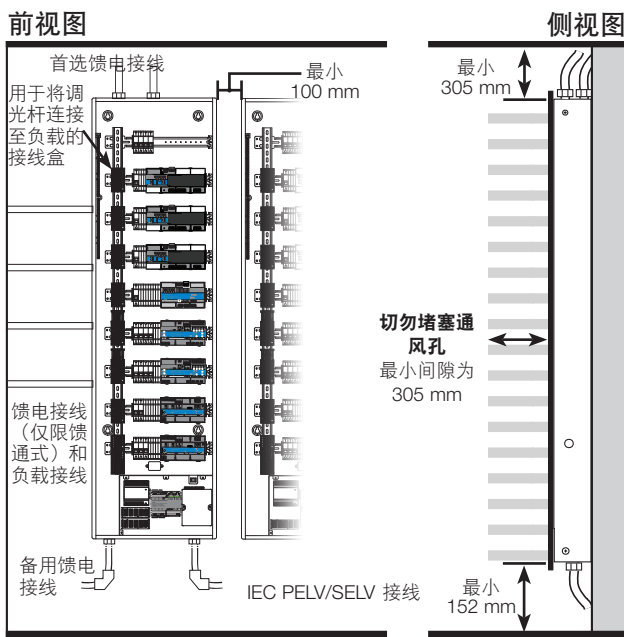 前视图
侧视图
首选馈电接线
最小
100 mm
用于将调
光杆连接
至负载的
接线盒
最小
305 mm
切勿堵塞通
风孔
最小间隙为
305 mm
馈电接线
（仅限馈
通式）和
负载接线
备用馈电
接线
IEC PELV/SELV 接线
最小
152 mm